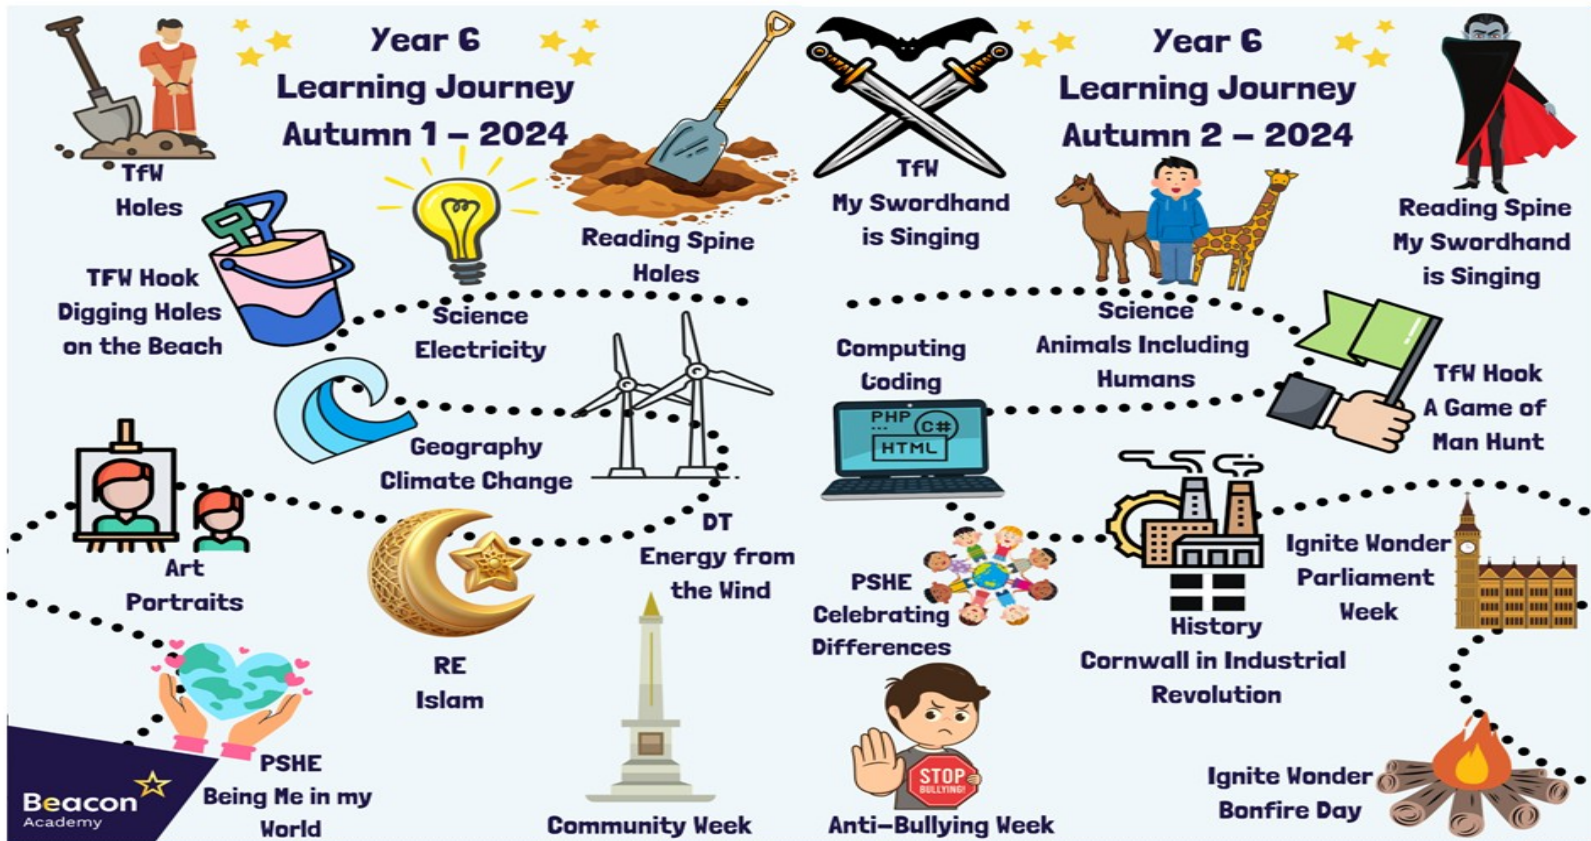 Year 6
Learning Journey
Autumn 1 – 2024
TfW
Holes
TFW Hook
Digging Holes
on the Beach
Science
Electricity
Reading Spine
Holes
Geography
Climate Change
DT
Energy from
the Wind
Art
Portraits
RE
Islam
PSHE
Being Me in my
World
Community Week
Beacon
Academy
Year 6
Learning Journey
Autumn 2 – 2024
TfW
My Swordhand
is Singing
Reading Spine
My Swordhand
is Singing
Science
Animals Including
Humans
TfW Hook
A Game of
Man Hunt
Computing
Coding
PHP
C#
HTML
PSHE
Celebrating
Differences
History
Cornwall in Industrial
Revolution
Ignite Wonder
Parliament
Week
STOP
BULLYING!
Anti-Bullying Week
Ignite Wonder
Bonfire Day